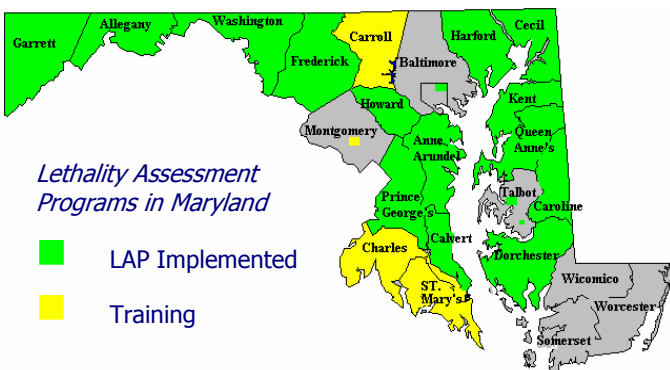 Garrett
Allegany
Washington
Frederick
Carroll
Baltimore
Harford
Cecil
Howard
Montgomery
Kent
Queen
Anne's
Anne
Arundel
Talbot
Caroline
Prince
George's
Calvert
Charles
ST.
Mary's
Dorchester
Wicomico
Worcester
Somerset
Lethality Assessment
Programs in Maryland
LAP Implemented
Training